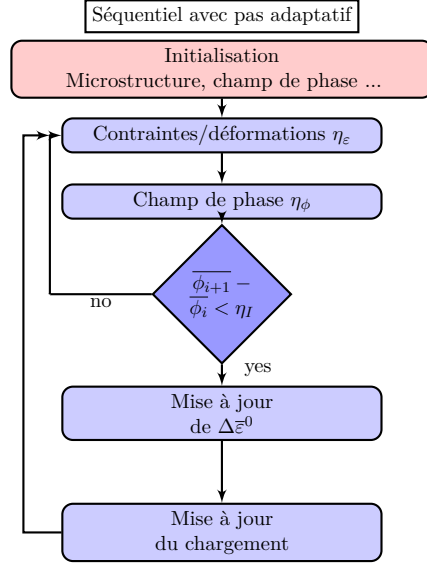 Séquentiel avec pas adaptatif
Initialisation
Microstructure, champ de phase ...
Contraintes/déformations η_ε
Champ de phase η_ϕ
\overline{ϕ_{i+1}} −
\overline{ϕ_i} < η_I
no
yes
Mise à jour
de Δ\overline{ε}^0
Mise à jour
du chargement